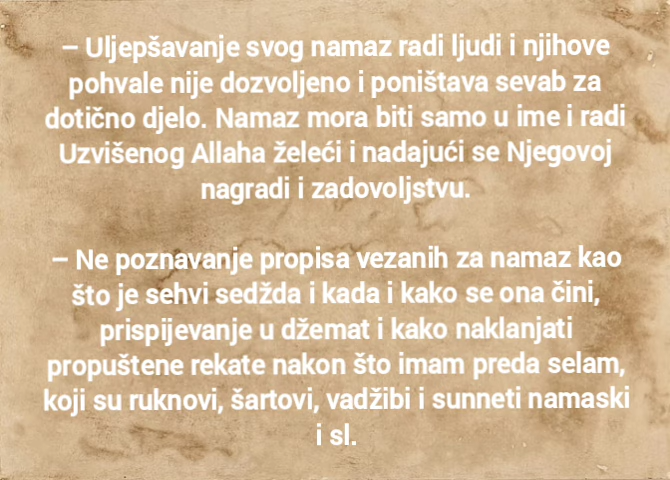 – Uljepšavanje svog namaz radi ljudi i njihove
pohvale nije dozvoljeno i poništava sevab za
dotično djelo. Namaz mora biti samo u ime i radi
Uzvišenog Allaha želeći i nadajući se Njegovoj
nagradi i zadovoljstvu.
– Ne poznavanje propisa vezanih za namaz kao
što je sehvi sedžda i kada i kako se ona čini,
prispijevanje u džemat i kako naklanjati
propuštene rekate nakon što imam preda selam,
koji su ruknovi, šartovi, vadžibi i sunneti namaski
i sl.